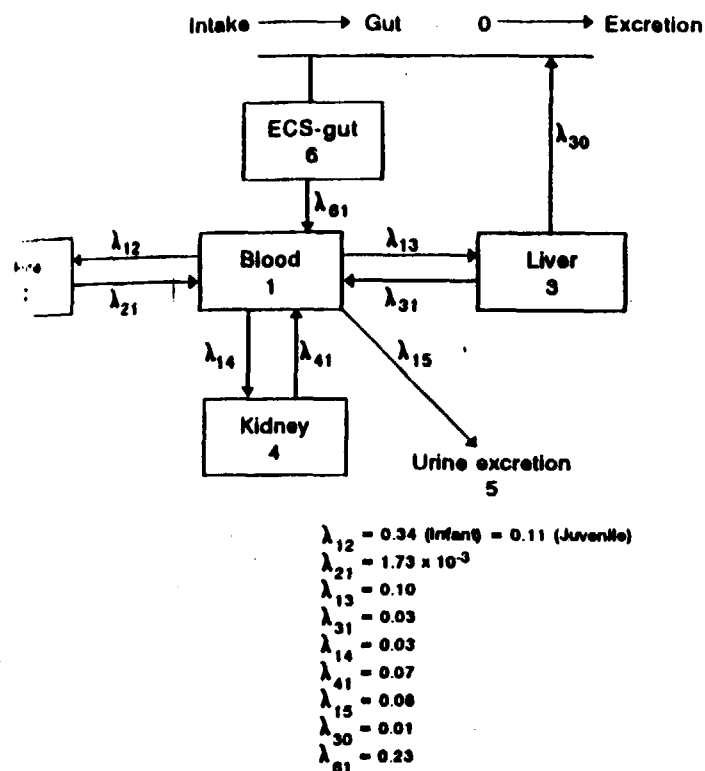 Intake Gut 0 Excretion
ECS-gut
6
λ30
λ61
λ12
Blood
1
λ13
Liver
3
λ21
λ31
λ14
λ41
λ15
Kidney
4
Urine excretion
5
λ12 = 0.34 (Infant) = 0.11 (Juvenile)
λ21 = 1.73 x 10-3
λ13 = 0.10
λ31 = 0.03
λ14 = 0.03
λ41 = 0.07
λ15 = 0.08
λ30 = 0.01
λ61 = 0.23